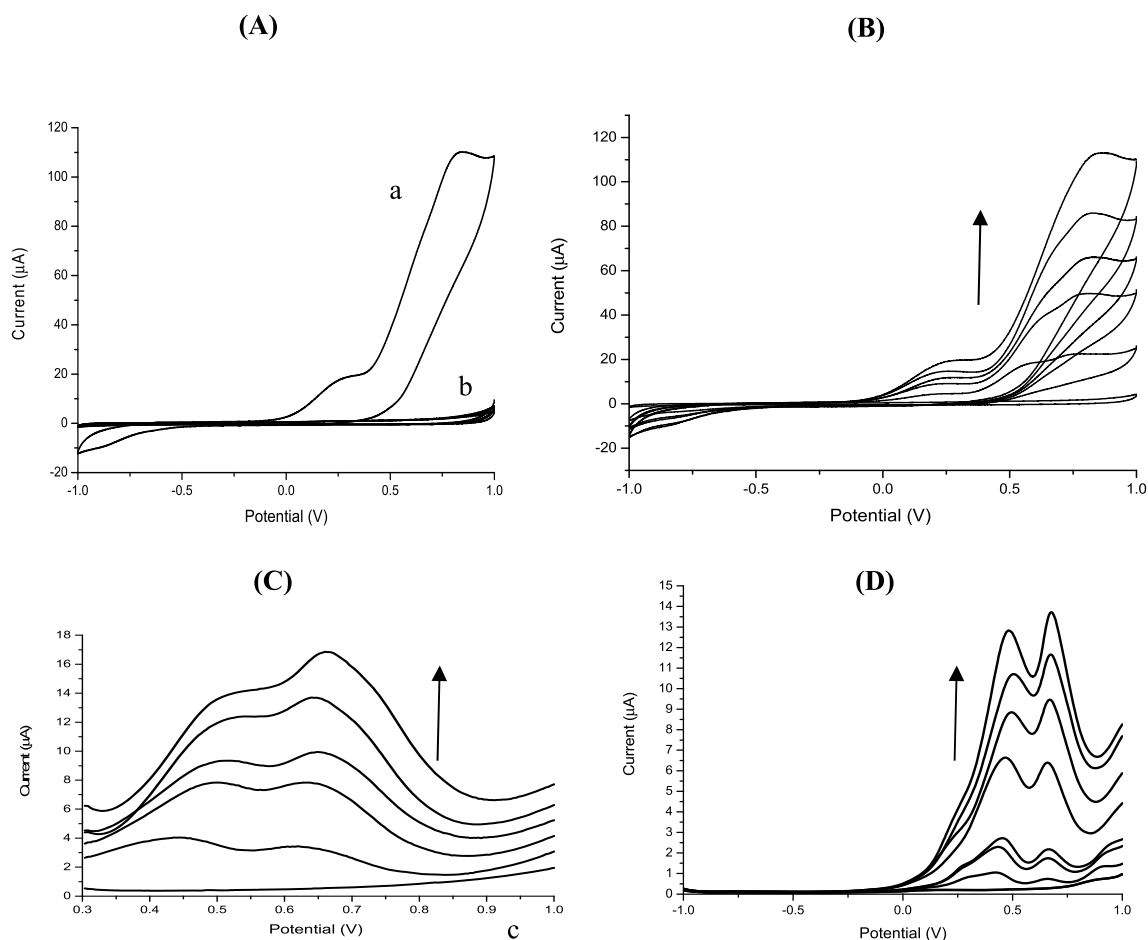 (A)
120
100
80
60
40
20
0
-20
-1.0 -0.5 0.0 0.5 1.0
Current (µA)
Potential (V)
a
b
(B)
120
100
80
60
40
20
0
-20
-1.0 -0.5 0.0 0.5 1.0
Current (µA)
Potential (V)
(C)
18
16
14
12
10
8
6
4
2
0
0.3 0.4 0.5 0.6 0.7 0.8 0.9 1.0
Current (µA)
Potential (V)
c
(D)
15
14
13
12
11
10
9
8
7
6
5
4
3
2
1
0
-1.0 -0.5 0.0 0.5 1.0
Current (µA)
Potential (V)